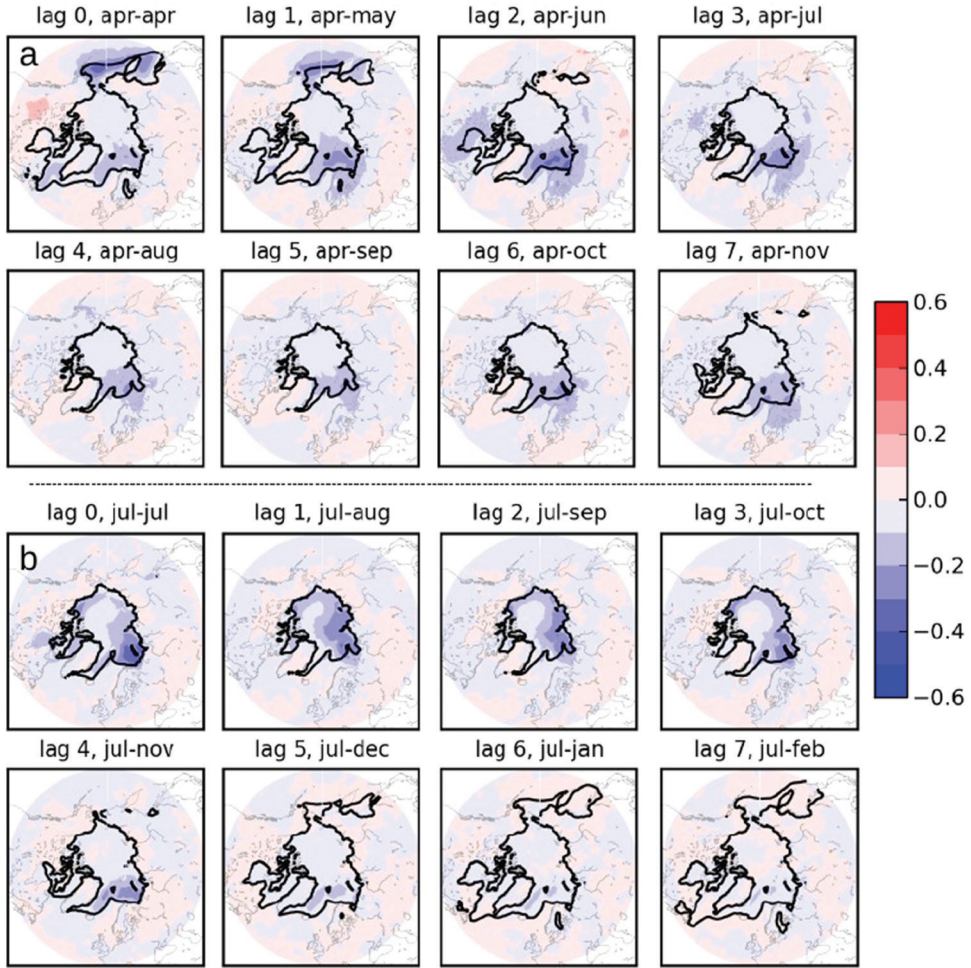 lag 0, apr-apr
lag 1, apr-may
lag 2, apr-jun
lag 3, apr-jul
a
lag 4, apr-aug
lag 5, apr-sep
lag 6, apr-oct
lag 7, apr-nov
lag 0, jul-jul
lag 1, jul-aug
lag 2, jul-sep
lag 3, jul-oct
b
lag 4, jul-nov
lag 5, jul-dec
lag 6, jul-jan
lag 7, jul-feb
0.6
0.4
0.2
0.0
−0.2
−0.4
−0.6